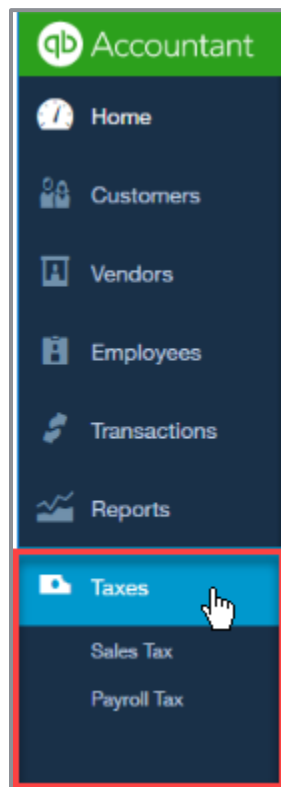 qb Accountant
Home
Customers
Vendors
Employees
Transactions
Reports
Taxes
Sales Tax
Payroll Tax